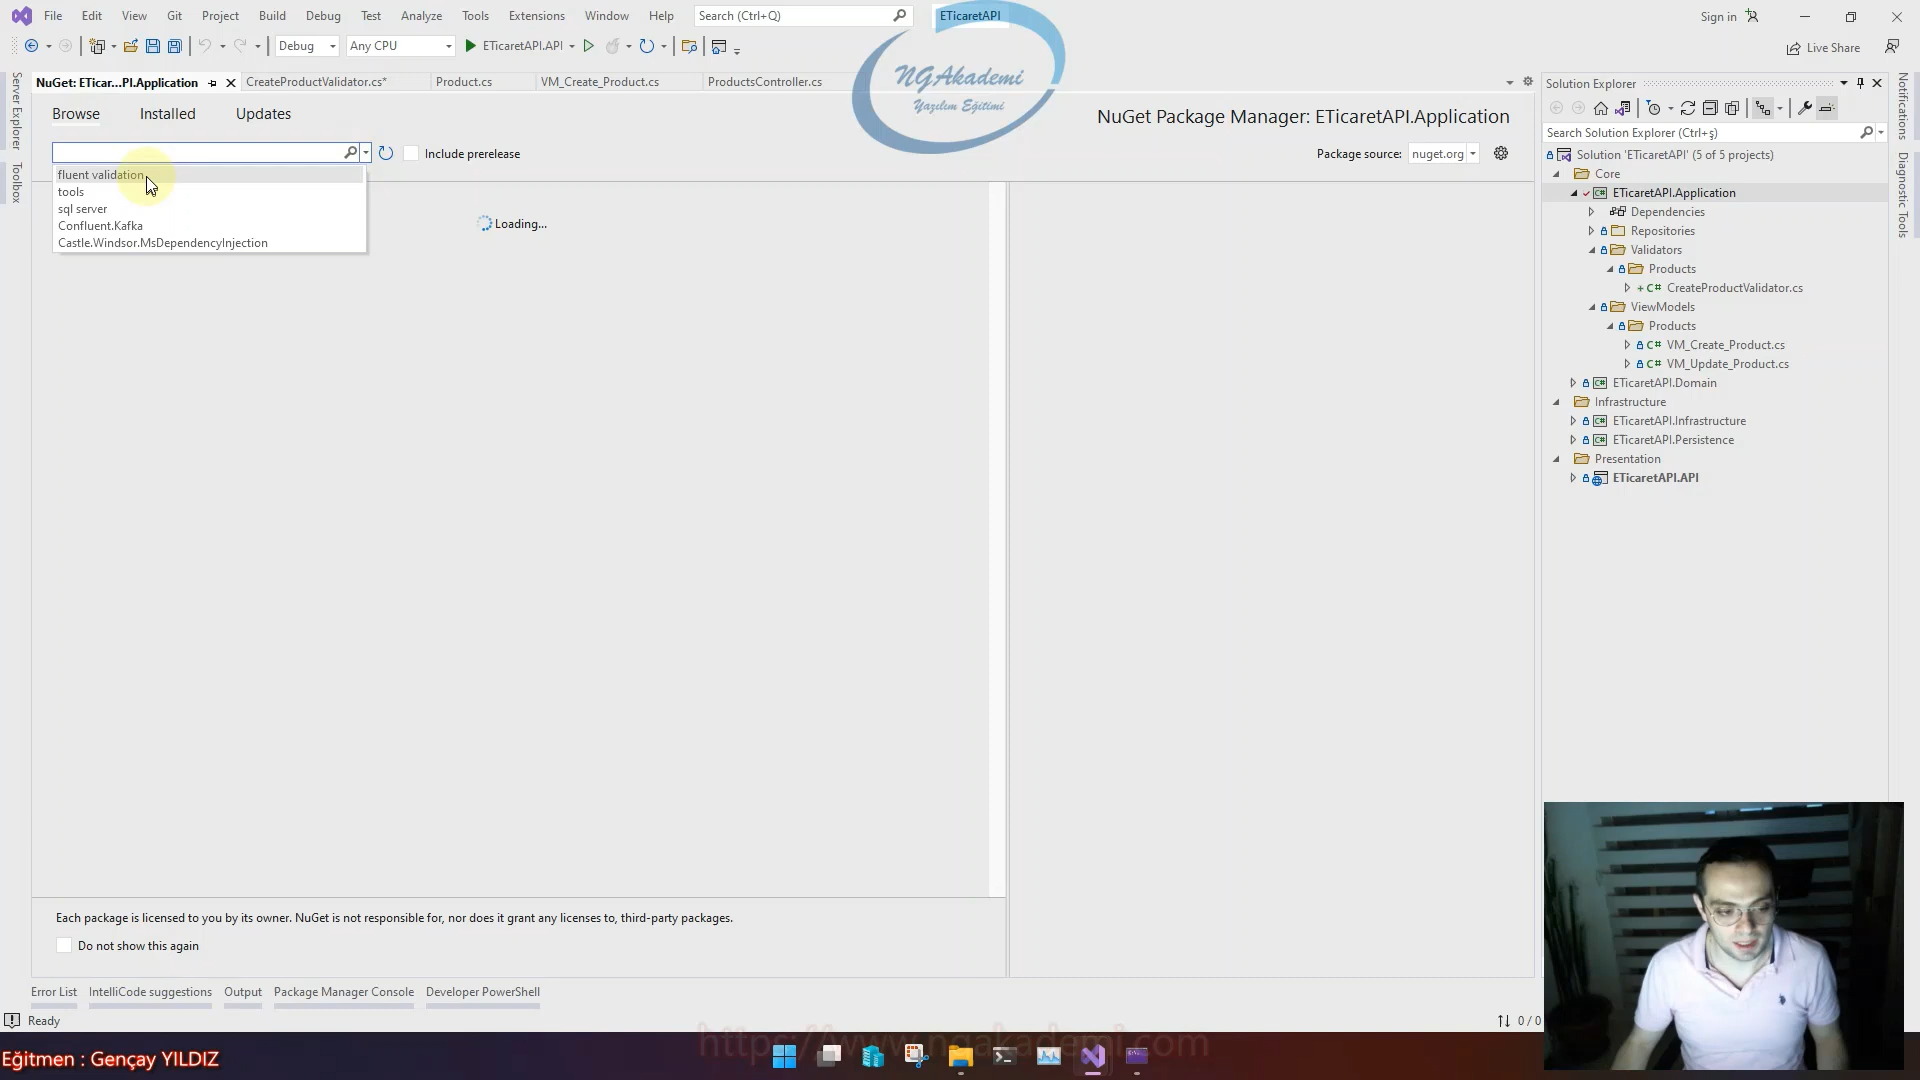 File Edit View Git Project Build Debug Test Analyze Tools Extensions Window Help Search (Ctrl+Q) ETicaretAPI Sign in
Debug Any CPU ETicaretAPI.API Live Share
NuGet: ETicar...PI.Application CreateProductValidator.cs* Product.cs VM_Create_Product.cs ProductsController.cs
NGAkademi
Yazılım Eğitimi
Server Explorer
Toolbox
Browse Installed Updates
NuGet Package Manager: ETicaretAPI.Application
Include prerelease
Package source: nuget.org
fluent validation
tools
sql server
Confluent.Kafka
Castle.Windsor.MsDependencyInjection
Loading...
Each package is licensed to you by its owner. NuGet is not responsible for, nor does it grant any licenses to, third-party packages.
Do not show this again
Solution Explorer
Search Solution Explorer (Ctrl+ş)
Solution 'ETicaretAPI' (5 of 5 projects)
Core
ETicaretAPI.Application
Dependencies
Repositories
Validators
Products
CreateProductValidator.cs
ViewModels
Products
VM_Create_Product.cs
VM_Update_Product.cs
ETicaretAPI.Domain
Infrastructure
ETicaretAPI.Infrastructure
ETicaretAPI.Persistence
Presentation
ETicaretAPI.API
Notifications
Diagnostic Tools
Error List IntelliCode suggestions Output Package Manager Console Developer PowerShell
Ready
0 / 0
Eğitmen : Gençay YILDIZ